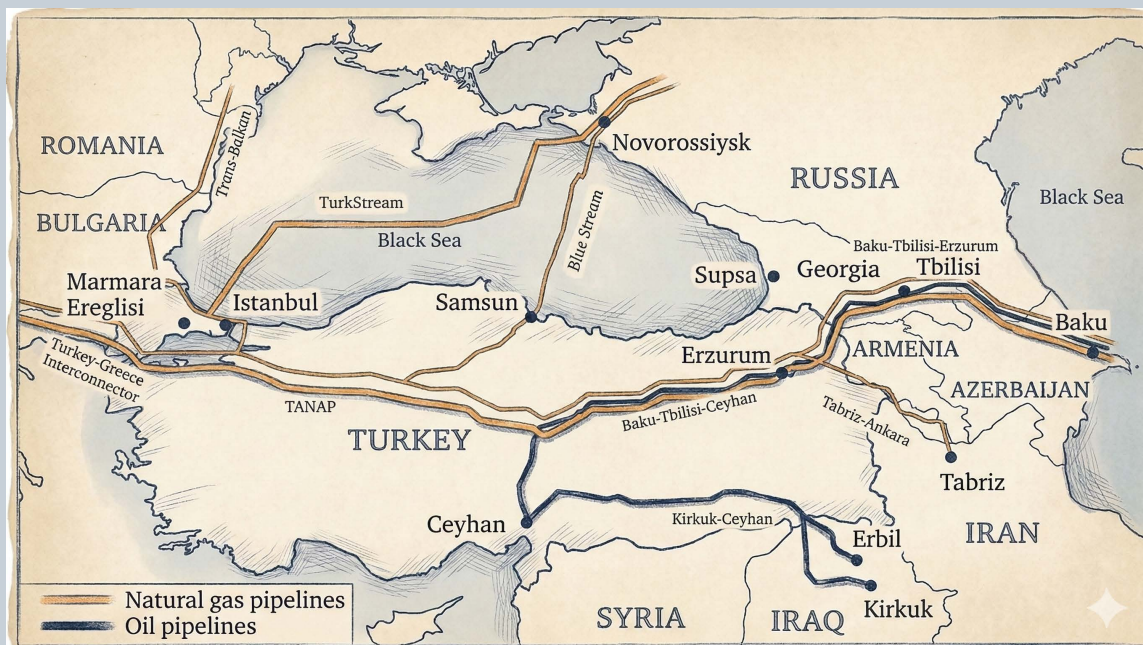 ROMANIA
Trans-Balkan
Novorossiysk
RUSSIA
Black Sea
TurkStream
BULGARIA
Black Sea
Blue Stream
Baku-Tbilisi-Erzurum
Marmara
Ereglisi
Istanbul
Samsun
Supsa
Georgia
Tbilisi
Baku
Turkey-Greece
Interconnector
Erzurum
ARMENIA
AZERBAIJAN
TANAP
TURKEY
Baku-Tbilisi-Ceyhan
Tabriz-Ankara
Tabriz
Ceyhan
Kirkuk-Ceyhan
Erbil
IRAN
Natural gas pipelines
Oil pipelines
SYRIA
IRAQ
Kirkuk